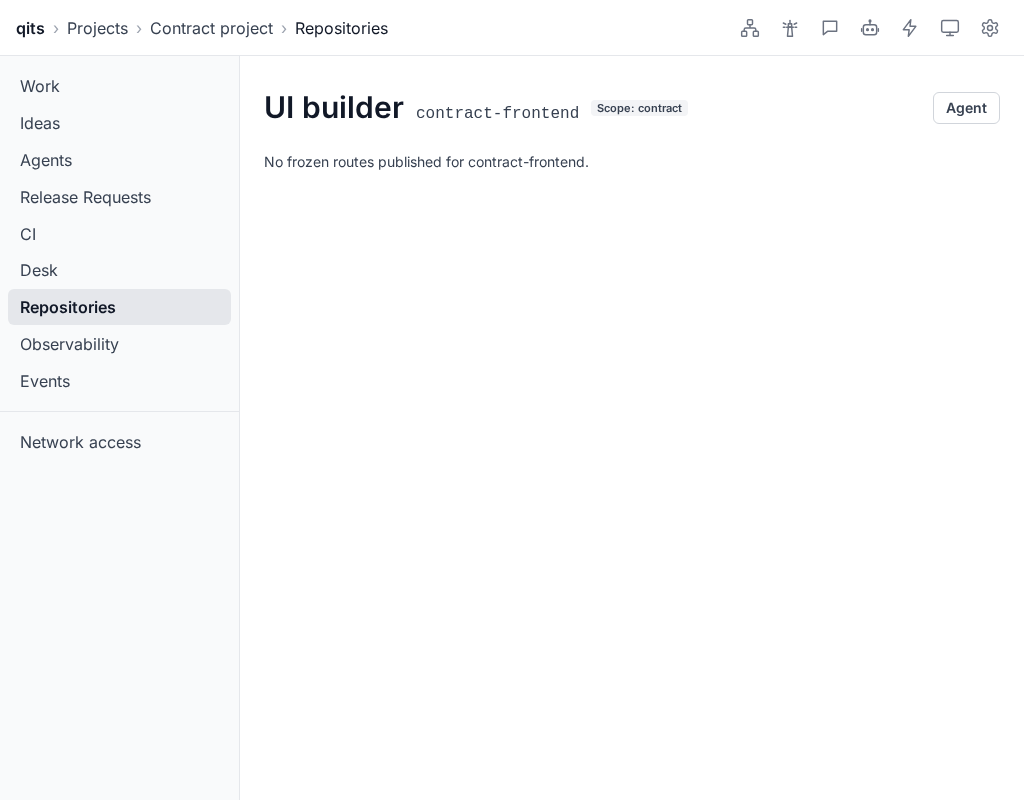 qits › Projects › Contract project › Repositories
Work
Ideas
Agents
Release Requests
CI
Desk
Repositories
Observability
Events
Network access
UI builder contract-frontend Scope: contract
Agent
No frozen routes published for contract-frontend.